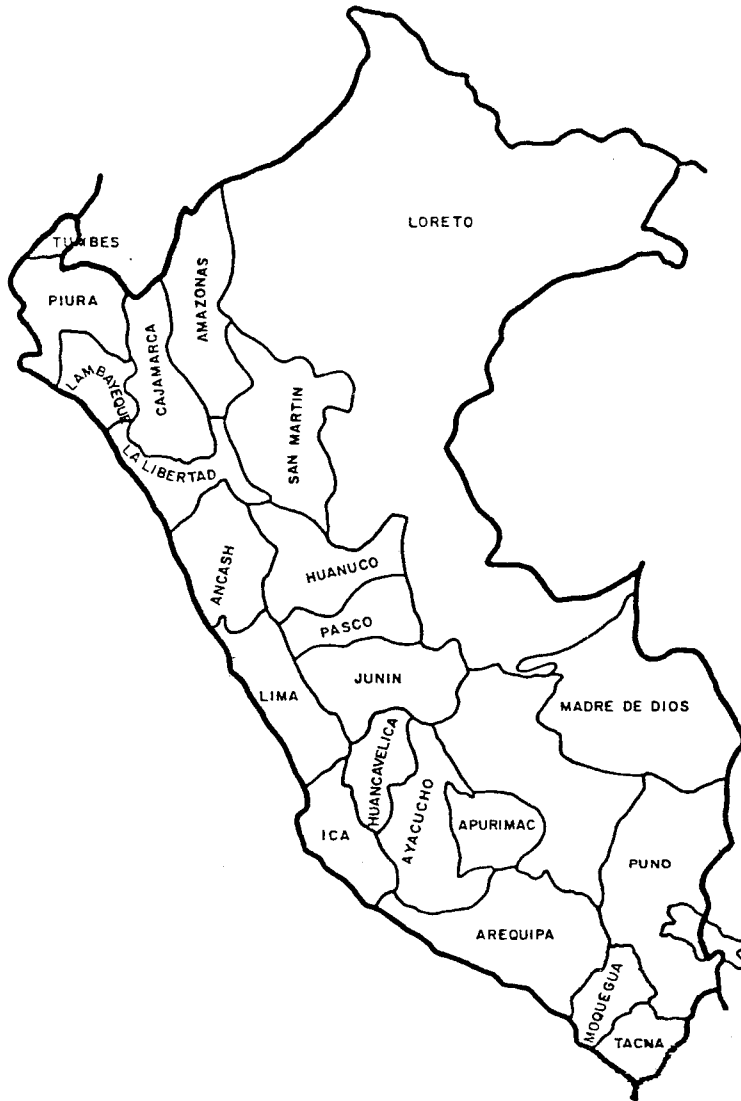 LORETO
TUMBES
PIURA
AMAZONAS
CAJAMARCA
LAMBAYEQUE
SAN MARTIN
LA LIBERTAD
ANCASH
HUANUCO
PASCO
JUNIN
LIMA
MADRE DE DIOS
HUANCAVELICA
AYACUCHO
APURIMAC
ICA
PUNO
AREQUIPA
MOQUEGUA
TACNA